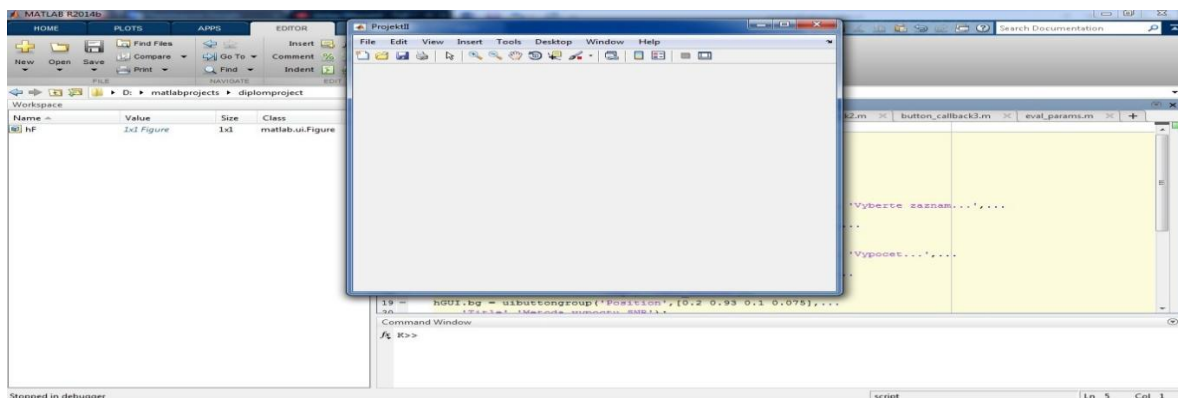 MATLAB R2014b
HOME PLOTS APPS EDITOR
ProjektII
Search Documentation
File Edit View Insert Tools Desktop Window Help
New Open Save
Find Files
Compare
Print
Go To
Find
Insert
Comment
Indent
FILE NAVIGATE EDIT
D: ▸ matlabprojects ▸ diplomproject
Workspace
Name Value Size Class
hF 1x1 Figure 1x1 matlab.ui.Figure
k2.m button_callback3.m eval_params.m
'Vyberte zaznam...',...
'Vypocet...',...
19 hGUI.bg = uibuttongroup('Position',[0.2 0.93 0.1 0.075],...
Command Window
fx K>>
Stopped in debugger
script Ln 5 Col 1